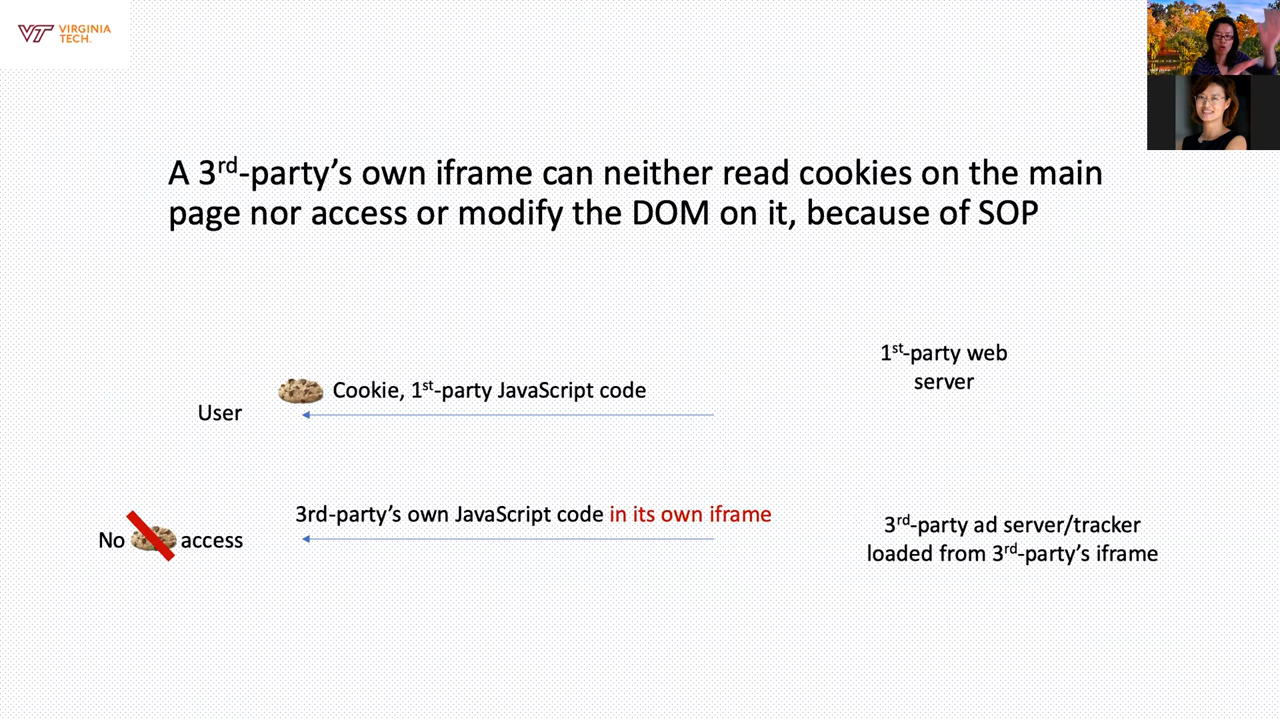 VIRGINIA
TECH.
A 3rd-party’s own iframe can neither read cookies on the main
page nor access or modify the DOM on it, because of SOP
1st-party web
server
Cookie, 1st-party JavaScript code
User
3rd-party’s own JavaScript code in its own iframe
3rd-party ad server/tracker
loaded from 3rd-party’s iframe
No access